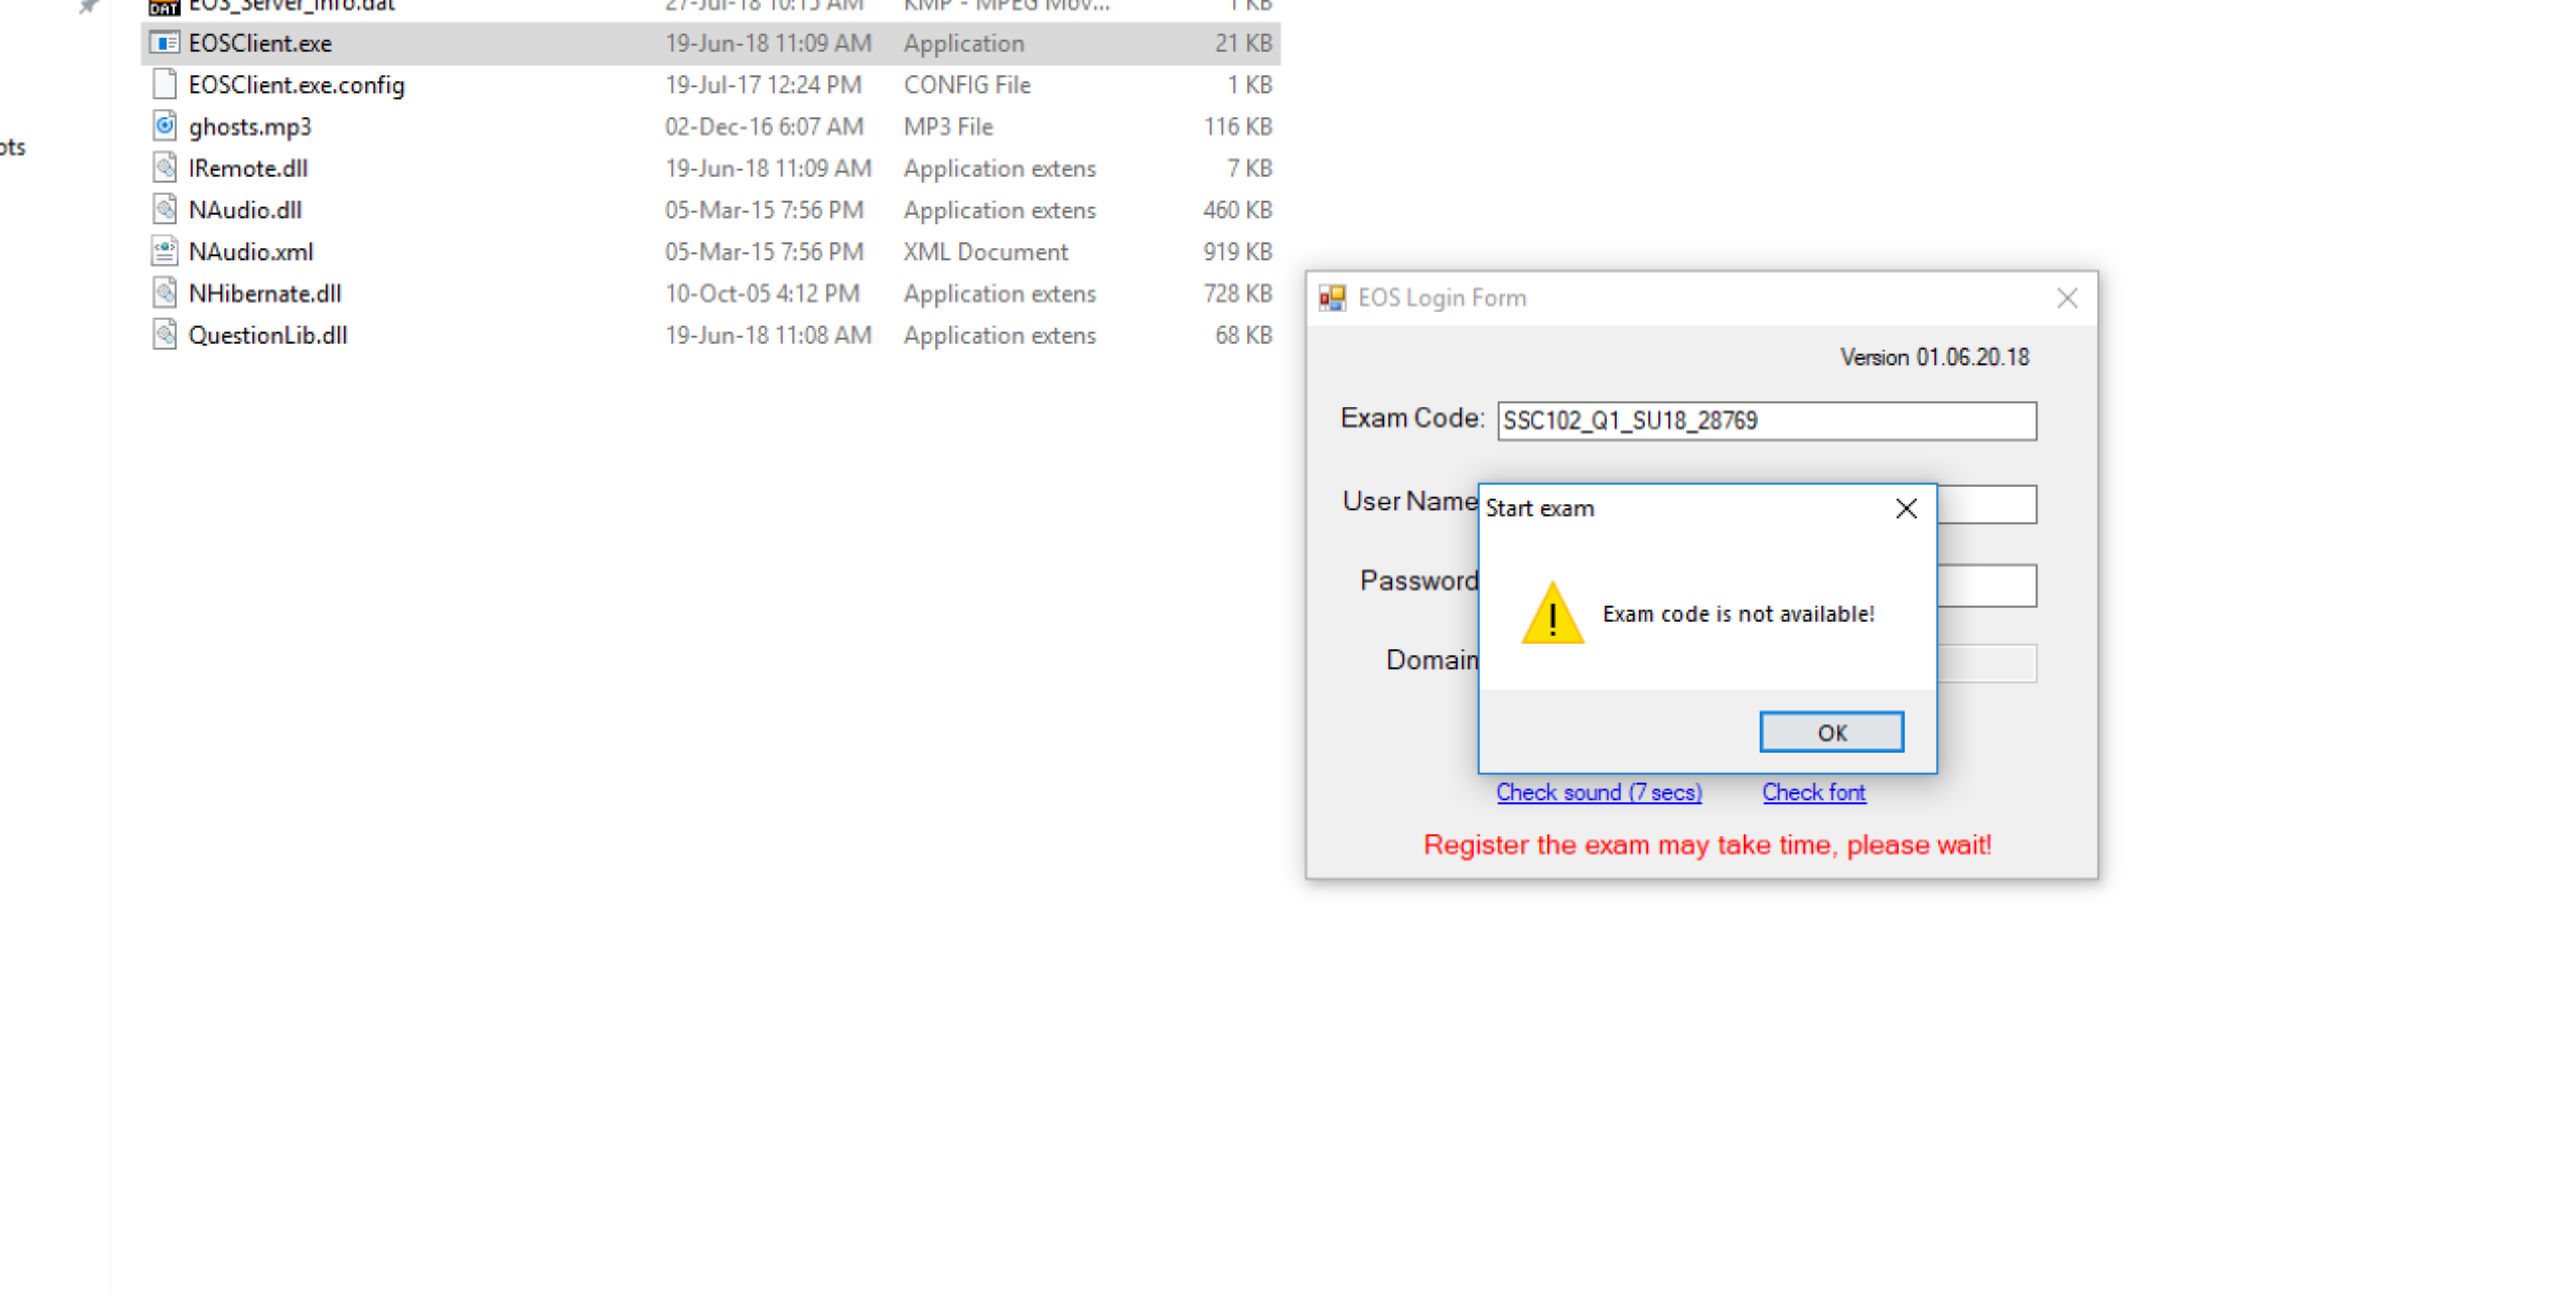 EOS_Server_Info.dat 27-Jul-18 10:15 AM KMP - MPEG Mov... 1 KB
EOSClient.exe 19-Jun-18 11:09 AM Application 21 KB
EOSClient.exe.config 19-Jul-17 12:24 PM CONFIG File 1 KB
ghosts.mp3 02-Dec-16 6:07 AM MP3 File 116 KB
IRemote.dll 19-Jun-18 11:09 AM Application extens 7 KB
NAudio.dll 05-Mar-15 7:56 PM Application extens 460 KB
NAudio.xml 05-Mar-15 7:56 PM XML Document 919 KB
NHibernate.dll 10-Oct-05 4:12 PM Application extens 728 KB
QuestionLib.dll 19-Jun-18 11:08 AM Application extens 68 KB
ots
DAT
EOS Login Form
Version 01.06.20.18
Exam Code: SSC102_Q1_SU18_28769
User Name
Password
Domain
Start exam
Exam code is not available!
OK
Check sound (7 secs) Check font
Register the exam may take time, please wait!